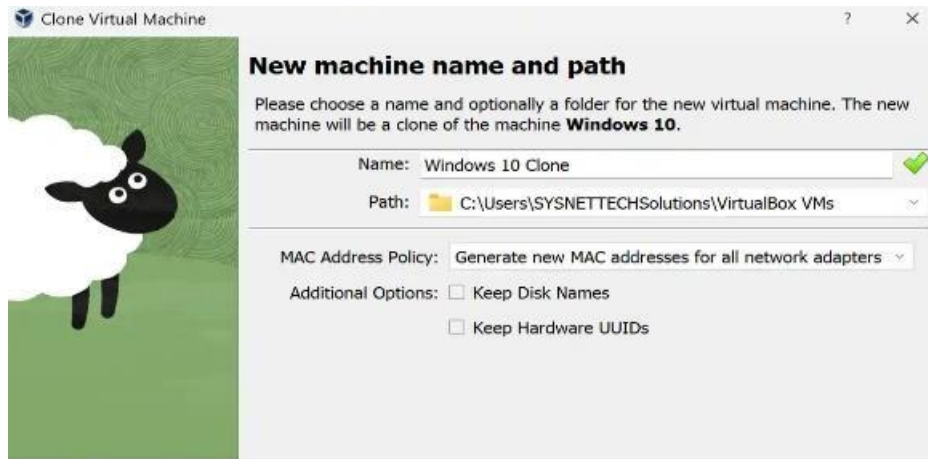 Clone Virtual Machine ? ×
New machine name and path
Please choose a name and optionally a folder for the new virtual machine. The new
machine will be a clone of the machine Windows 10.
Name: Windows 10 Clone
Path: C:\Users\SYSNETTECHSolutions\VirtualBox VMs
MAC Address Policy: Generate new MAC addresses for all network adapters
Additional Options: Keep Disk Names
Keep Hardware UUIDs